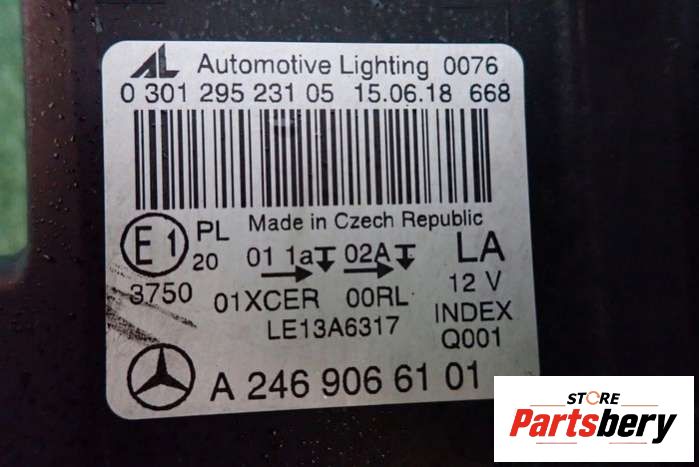 AL Automotive Lighting 0076
0 301 295 231 05 15.06.18 668
Made in Czech Republic
E1 PL 20 01 1a 02A LA
3750 01XCER 00RL 12 V
LE13A6317 INDEX
Q001
A 246 906 61 01
STORE
Partsbery